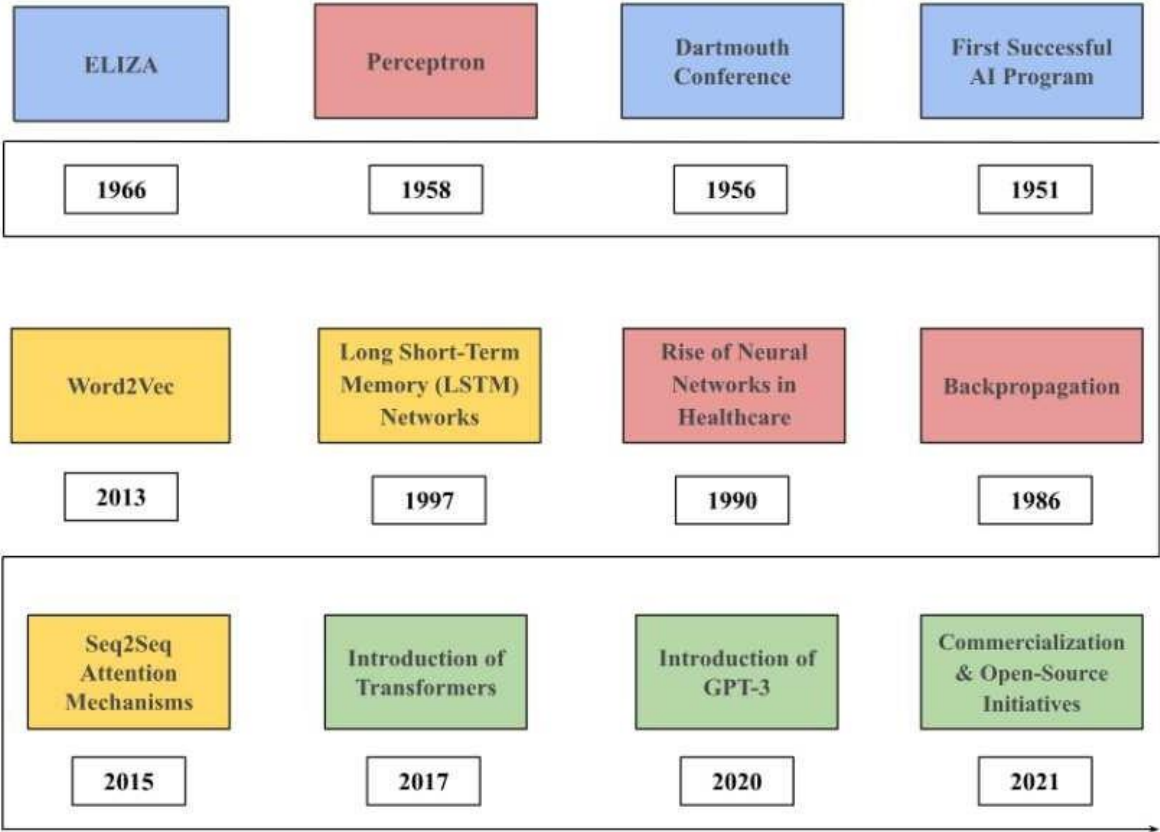 ELIZA
Perceptron
Dartmouth
Conference
First Successful
AI Program
1966
1958
1956
1951
Word2Vec
Long Short-Term
Memory (LSTM)
Networks
Rise of Neural
Networks in
Healthcare
Backpropagation
2013
1997
1990
1986
Seq2Seq
Attention
Mechanisms
Introduction of
Transformers
Introduction of
GPT-3
Commercialization
& Open-Source
Initiatives
2015
2017
2020
2021